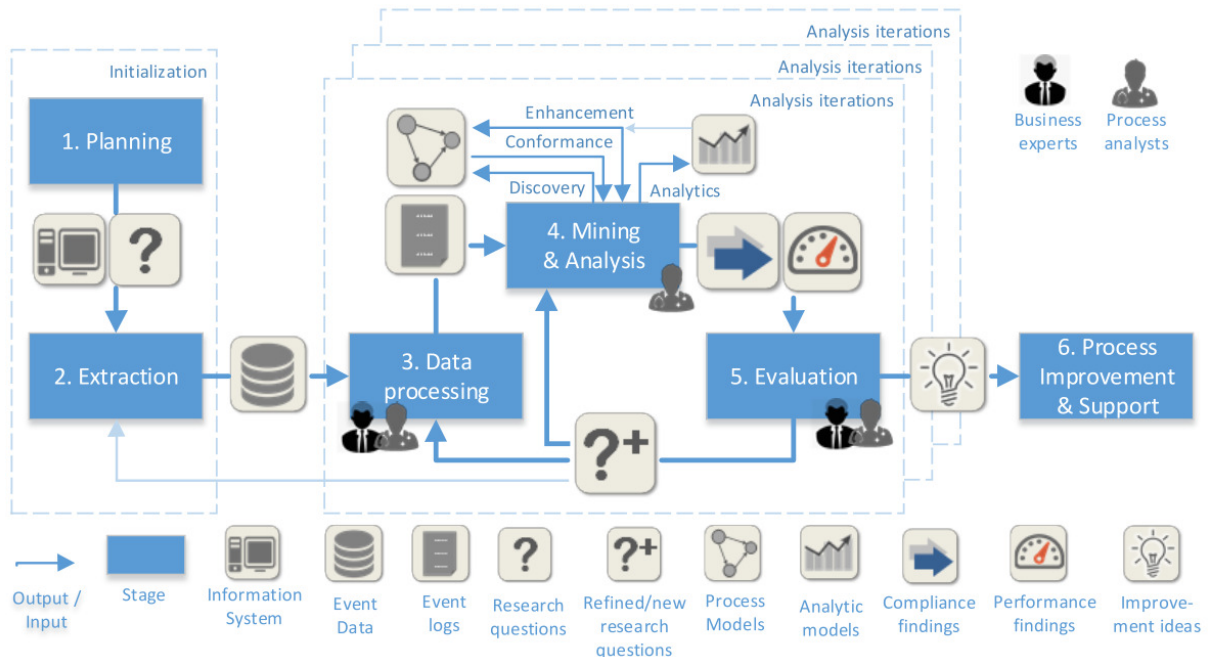 Analysis iterations
Analysis iterations
Initialization
Analysis iterations
Business
experts
Process
analysts
1. Planning
Enhancement
Conformance
Discovery
Analytics
?
4. Mining
& Analysis
2. Extraction
3. Data
processing
5. Evaluation
6. Process
Improvement
& Support
?+
?
?+
Output /
Input
Stage
Information
System
Event
Data
Event
logs
Research
questions
Refined/new
research
questions
Process
Models
Analytic
models
Compliance
findings
Performance
findings
Improve-
ment ideas